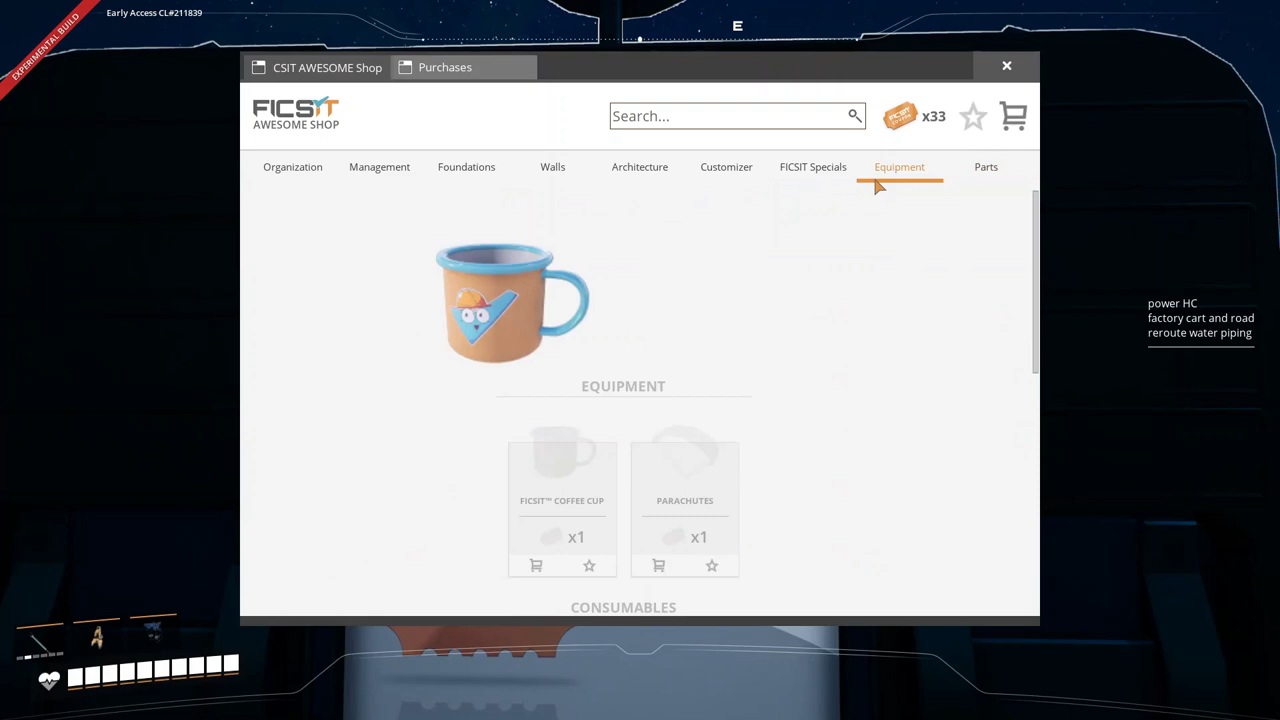 Early Access CL#211839
EXPERIMENTAL BUILD
E
CSIT AWESOME Shop
Purchases
×
FICSIT
AWESOME SHOP
Search...
x33
Organization
Management
Foundations
Walls
Architecture
Customizer
FICSIT Specials
Equipment
Parts
power HC
factory cart and road
reroute water piping
EQUIPMENT
FICSIT™ COFFEE CUP
PARACHUTES
x1
x1
CONSUMABLES